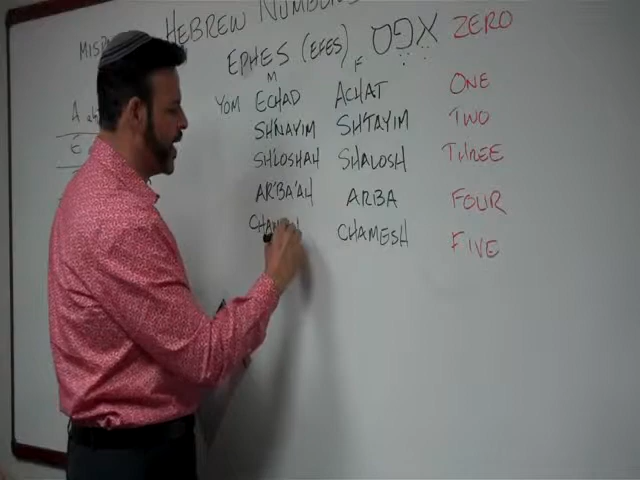 HEBREW NUMBERS
EPHES (EFES) אפס ZERO
M F
YOM ECHAD ACHAT ONE
SHNAYIM SHTAYIM TWO
SHLOSHAH SHALOSH THREE
AR'BA'AH ARBA FOUR
CHAMESH FIVE